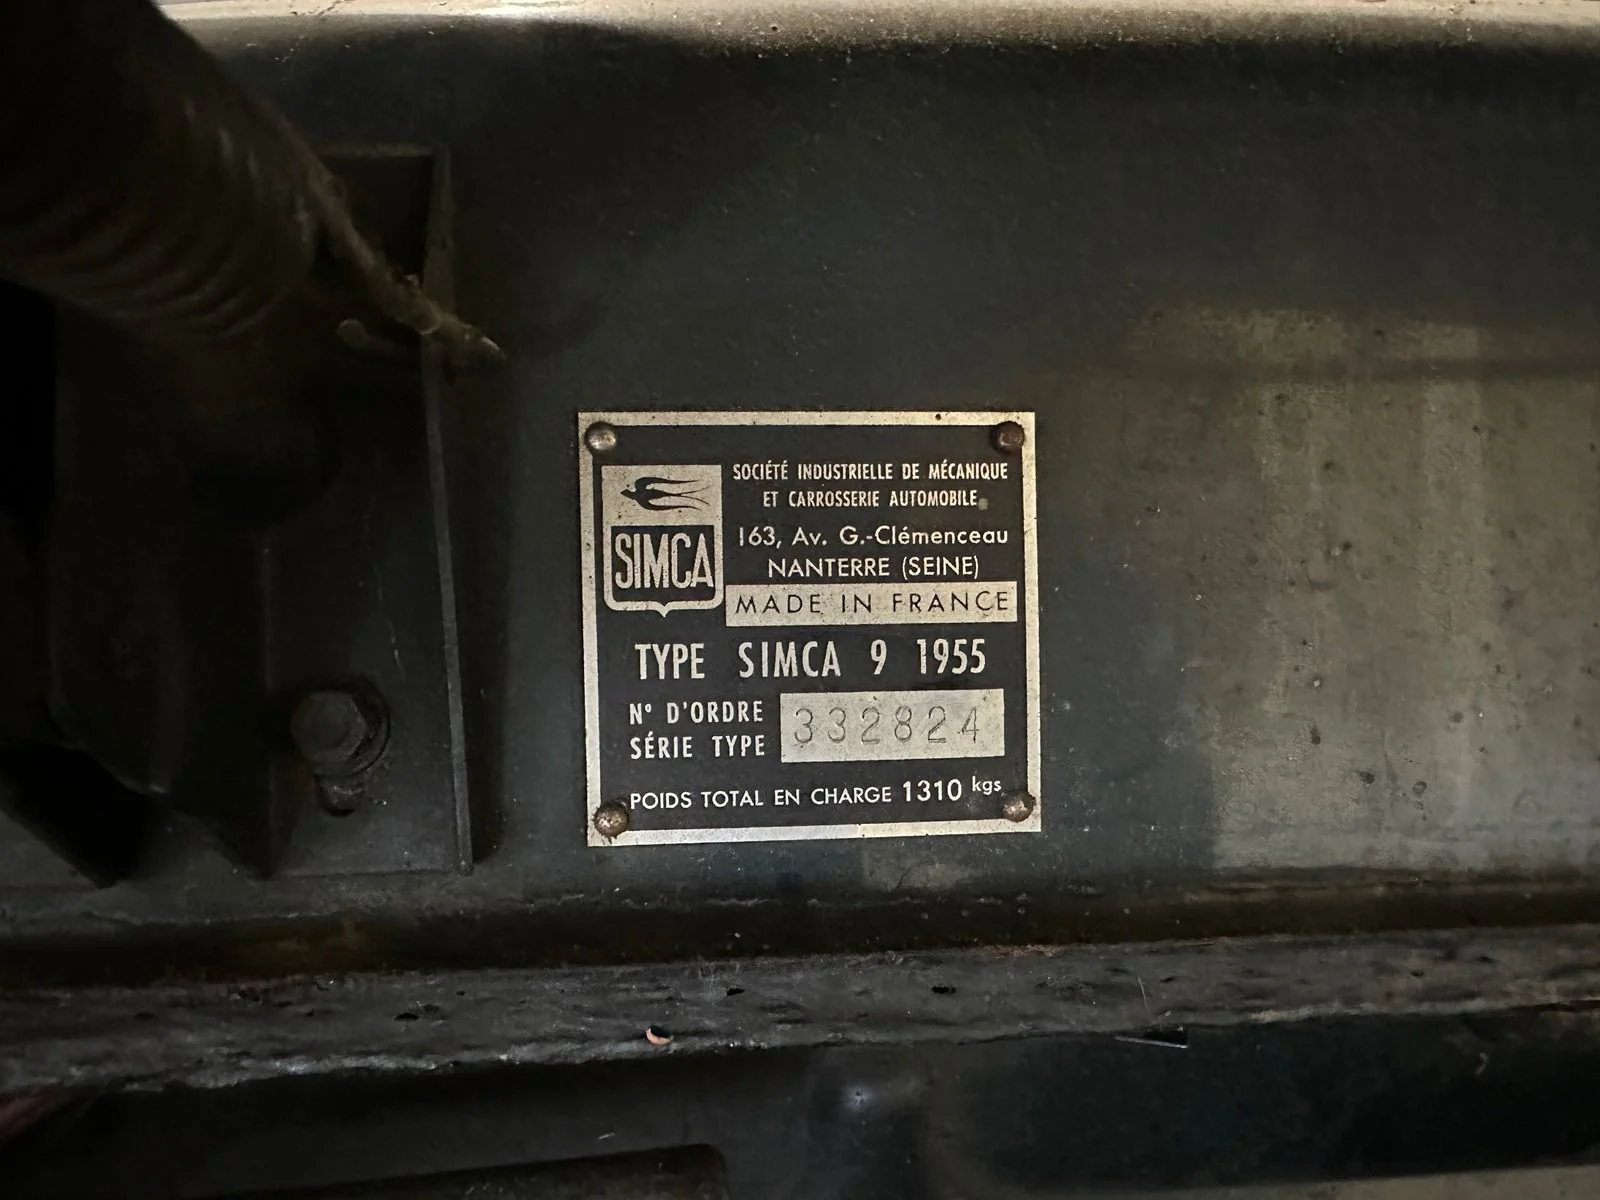 SIMCA
SOCIÉTÉ INDUSTRIELLE DE MÉCANIQUE
ET CARROSSERIE AUTOMOBILE
163, Av. G.-Clémenceau
NANTERRE (SEINE)
MADE IN FRANCE
TYPE SIMCA 9 1955
N° D'ORDRE
SÉRIE TYPE
332824
POIDS TOTAL EN CHARGE 1310 kgs